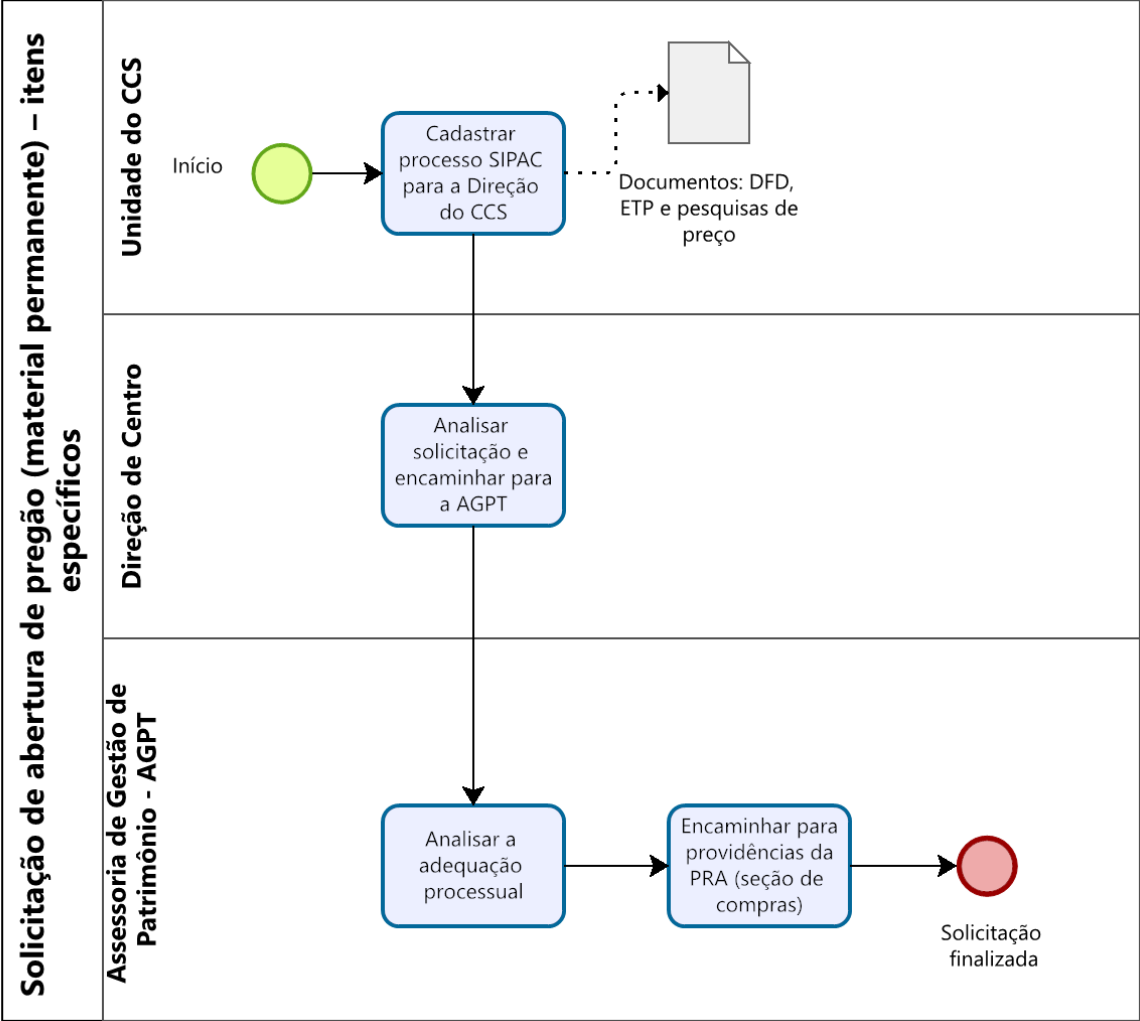 Solicitação de abertura de pregão (material permanente) – itens
específicos
Unidade do CCS
Início
Cadastrar
processo SIPAC
para a Direção
do CCS
Documentos: DFD,
ETP e pesquisas de
preço
Direção de Centro
Analisar
solicitação e
encaminhar para
a AGPT
Assessoria de Gestão de
Patrimônio - AGPT
Analisar a
adequação
processual
Encaminhar para
providências da
PRA (seção de
compras)
Solicitação
finalizada